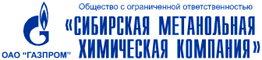 Общество с ограниченной ответственностью
«СИБИРСКАЯ МЕТАНОЛЬНАЯ
ХИМИЧЕСКАЯ КОМПАНИЯ»
ОАО "ГАЗПРОМ"